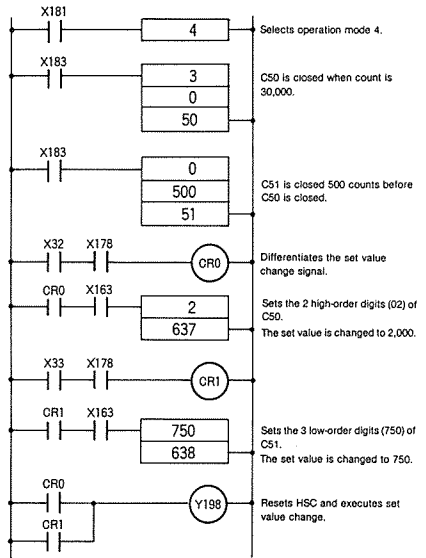 X181
4
Selects operation mode 4.
X183
3
0
50
C50 is closed when count is
30,000.
X183
0
500
51
C51 is closed 500 counts before
C50 is closed.
X32 X178
CR0
Differentiates the set value
change signal.
CR0 X163
2
637
Sets the 2 high-order digits (02) of
C50.
The set value is changed to 2,000.
X33 X178
CR1
CR1 X163
750
638
Sets the 3 low-order digits (750) of
C51.
The set value is changed to 750.
CR0
Y198
Resets HSC and executes set
value change.
CR1